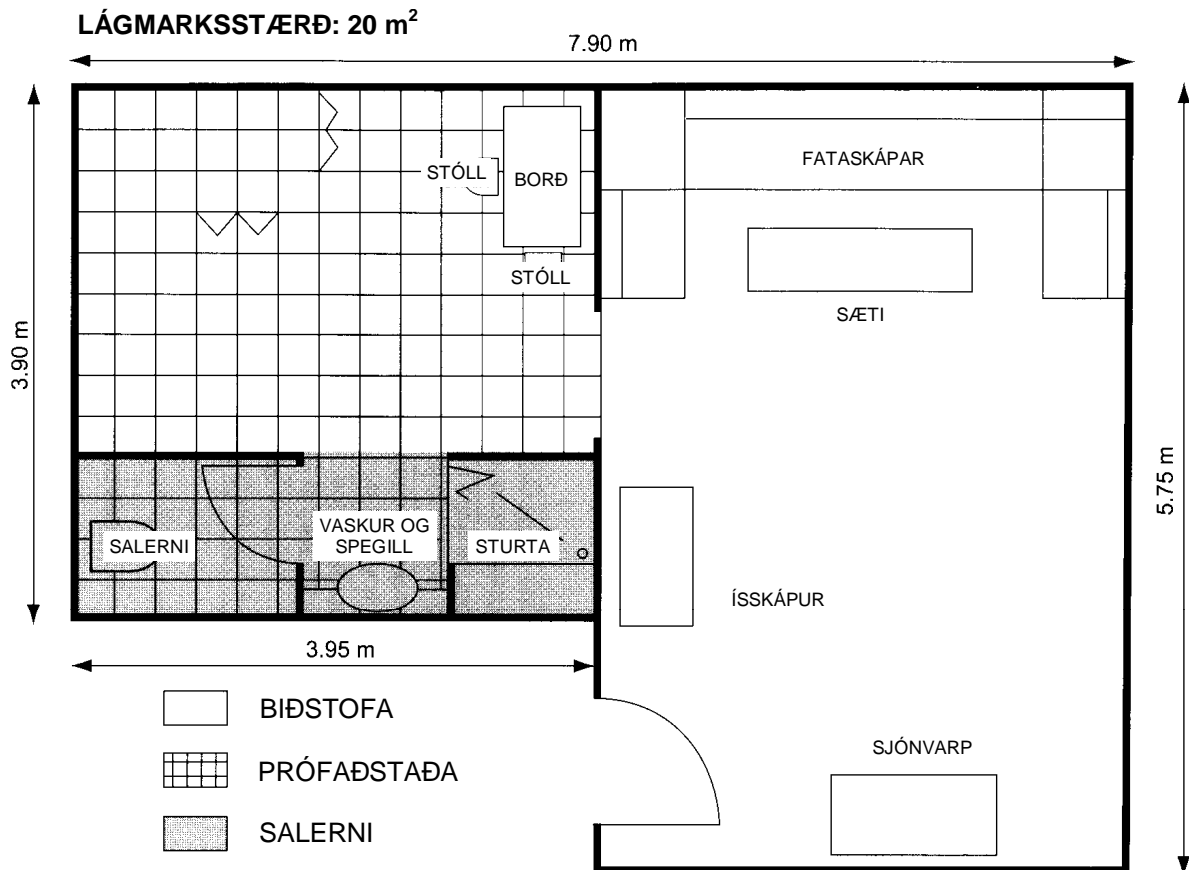 LÁGMARKSSTÆRÐ: 20 m²
7.90 m
FATASKÁPAR
STÓLL
BORÐ
STÓLL
SÆTI
3.90 m
5.75 m
VASKUR OG
SPEGILL
SALERNI
STURTA
ÍSSKÁPUR
3.95 m
BIÐSTOFA
SJÓNVARP
PRÓFAÐSTAÐA
SALERNI